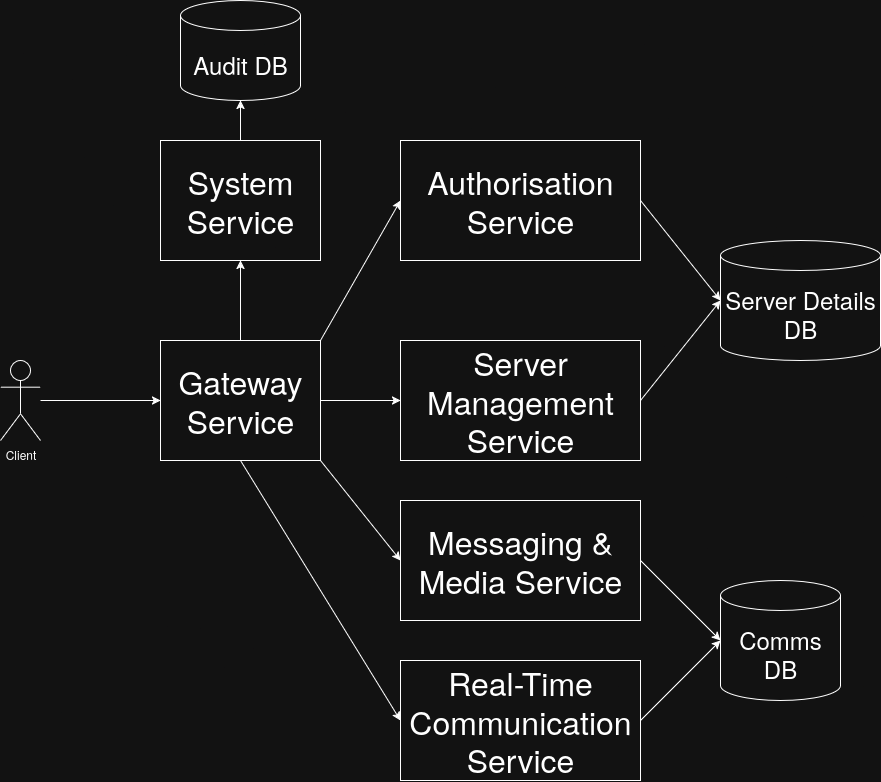 Audit DB
System
Service
Authorisation
Service
Server Details
DB
Gateway
Service
Server
Management
Service
Client
Messaging &
Media Service
Comms
DB
Real-Time
Communication
Service